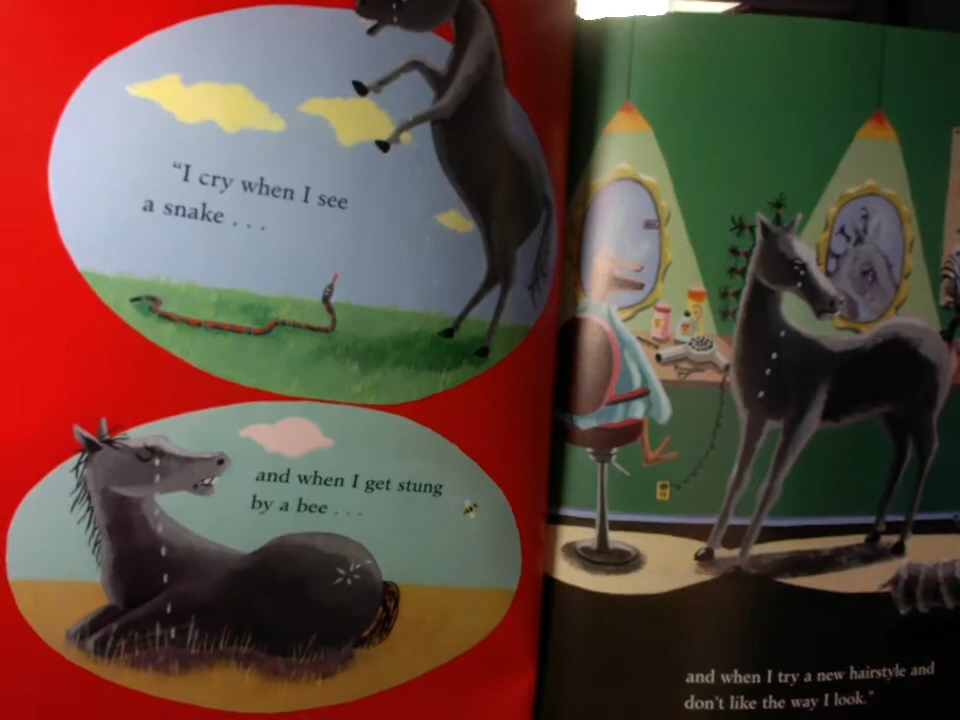 "I cry when I see
a snake . . .
and when I get stung
by a bee . . .
and when I try a new hairstyle and
don't like the way I look."